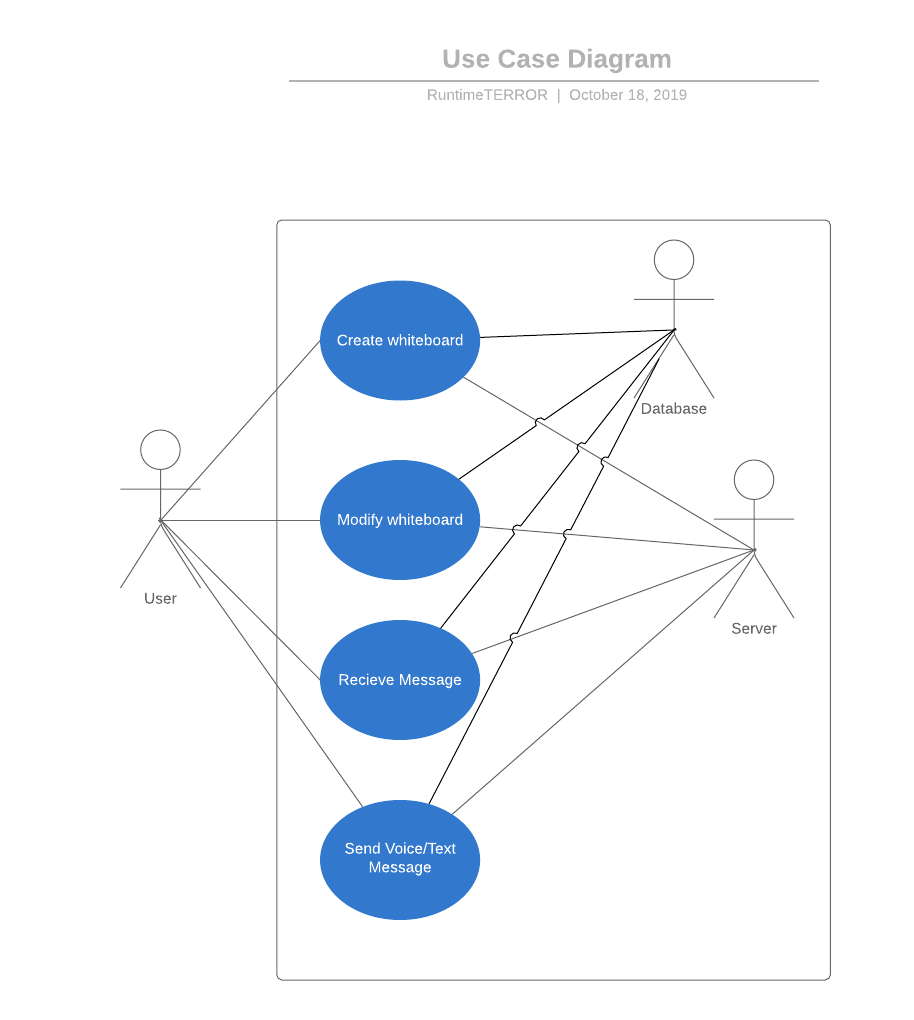 Use Case Diagram
RuntimeTERROR | October 18, 2019
Create whiteboard
Database
Modify whiteboard
User
Server
Recieve Message
Send Voice/Text
Message